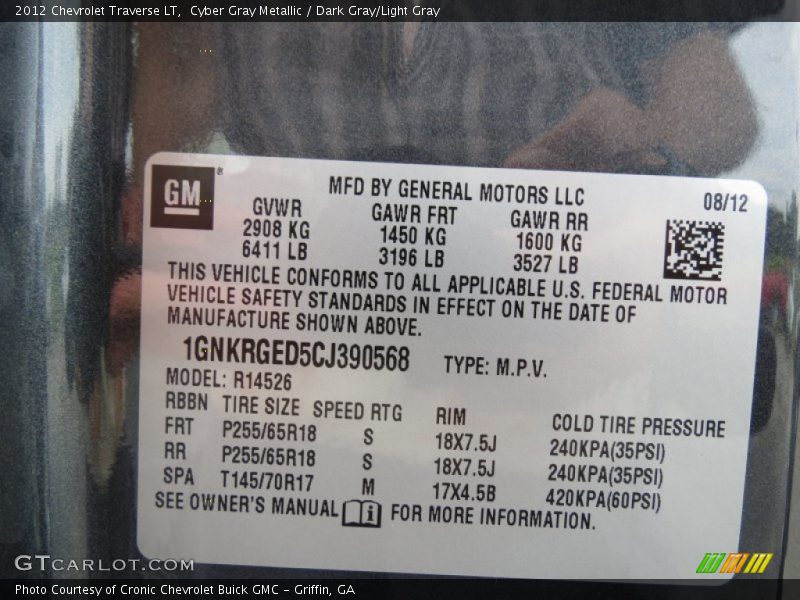 2012 Chevrolet Traverse LT, Cyber Gray Metallic / Dark Gray/Light Gray
GM®
MFD BY GENERAL MOTORS LLC 08/12
GVWR GAWR FRT GAWR RR
2908 KG 1450 KG 1600 KG
6411 LB 3196 LB 3527 LB
THIS VEHICLE CONFORMS TO ALL APPLICABLE U.S. FEDERAL MOTOR
VEHICLE SAFETY STANDARDS IN EFFECT ON THE DATE OF
MANUFACTURE SHOWN ABOVE.
1GNKRGED5CJ390568 TYPE: M.P.V.
MODEL: R14526
RBBN TIRE SIZE SPEED RTG RIM COLD TIRE PRESSURE
FRT P255/65R18 S 18X7.5J 240KPA(35PSI)
RR P255/65R18 S 18X7.5J 240KPA(35PSI)
SPA T145/70R17 M 17X4.5B 420KPA(60PSI)
SEE OWNER'S MANUAL i FOR MORE INFORMATION.
GTCARLOT.COM
Photo Courtesy of Cronic Chevrolet Buick GMC - Griffin, GA